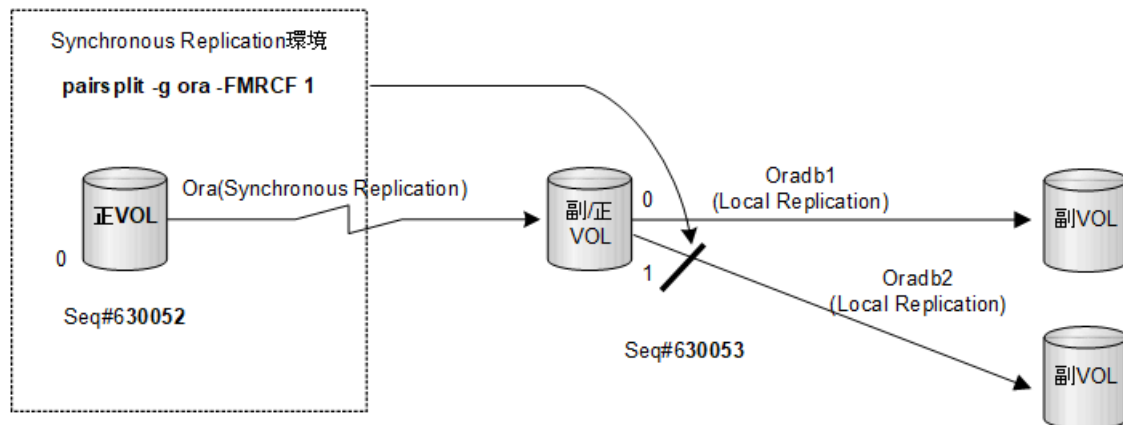 Synchronous Replication環境
pairsplit -g ora -FMRCF 1
Ora(Synchronous Replication)
正VOL
0
Seq#630052
副/正
VOL
0
1
Seq#630053
Oradb1
(Local Replication)
副VOL
Oradb2
(Local Replication)
副VOL